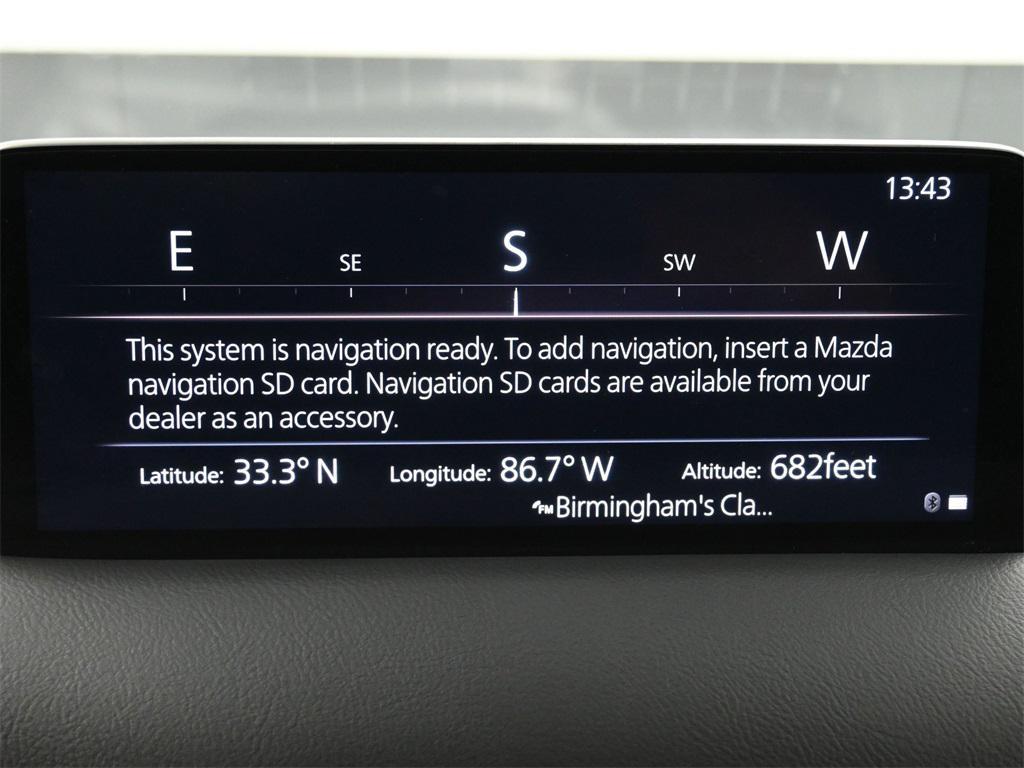 13:43
E SE S SW W
This system is navigation ready. To add navigation, insert a Mazda
navigation SD card. Navigation SD cards are available from your
dealer as an accessory.
Latitude: 33.3° N Longitude: 86.7° W Altitude: 682feet
FM Birmingham's Cla...